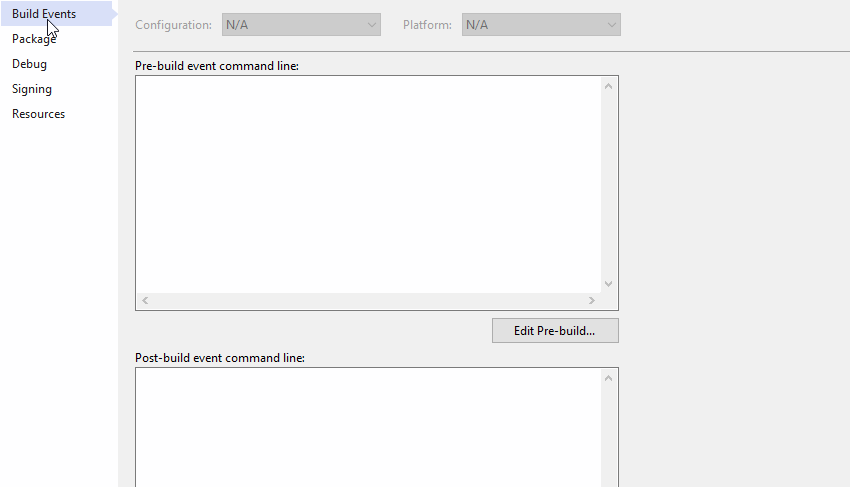 Build Events
Package
Debug
Signing
Resources
Configuration: N/A Platform: N/A
Pre-build event command line:
Edit Pre-build...
Post-build event command line: